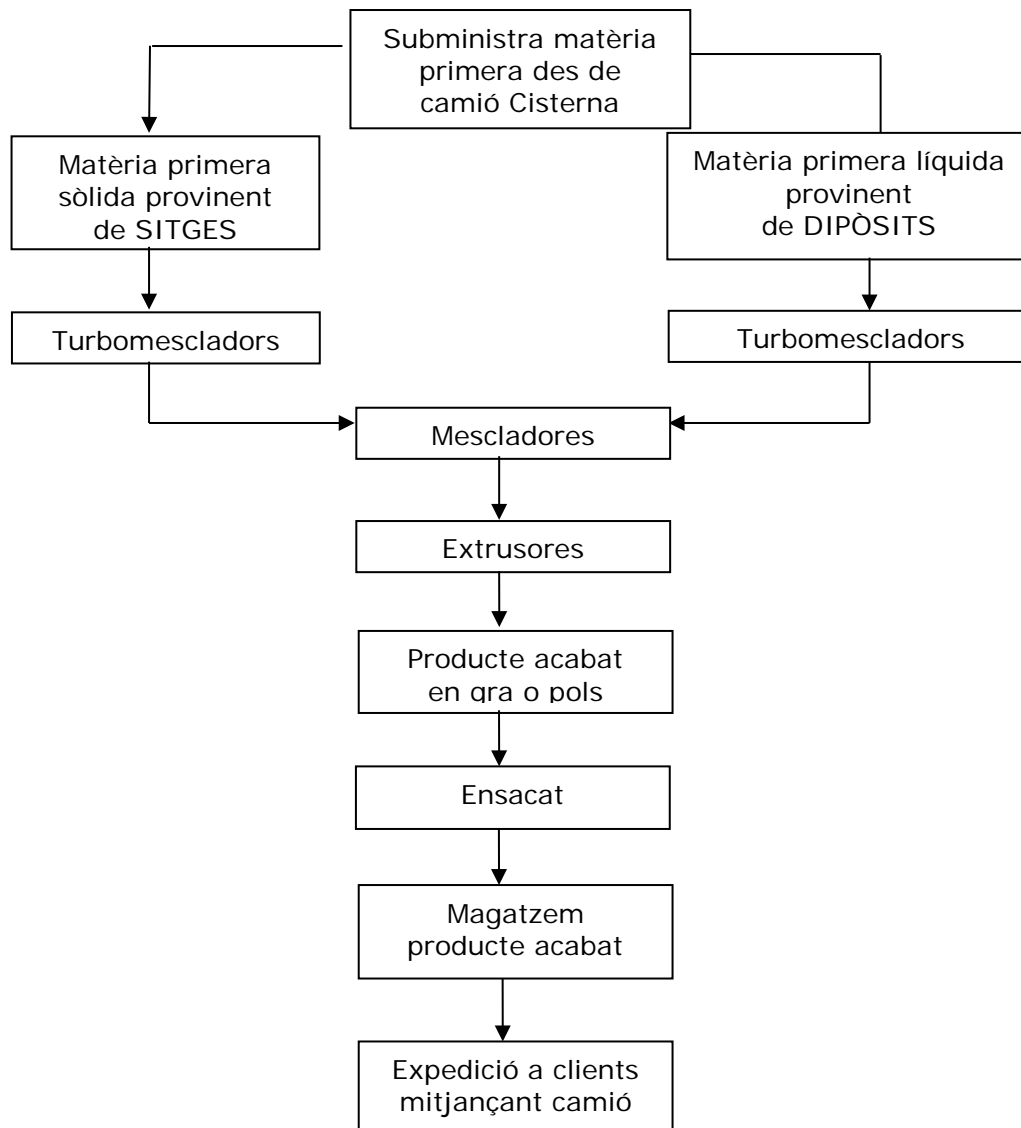 Subministra matèria
primera des de
camió Cisterna
Matèria primera
sòlida provinent
de SITGES
Matèria primera líquida
provinent
de DIPÒSITS
Turbomescladors
Turbomescladors
Mescladores
Extrusores
Producte acabat
en gra o pols
Ensacat
Magatzem
producte acabat
Expedició a clients
mitjançant camió